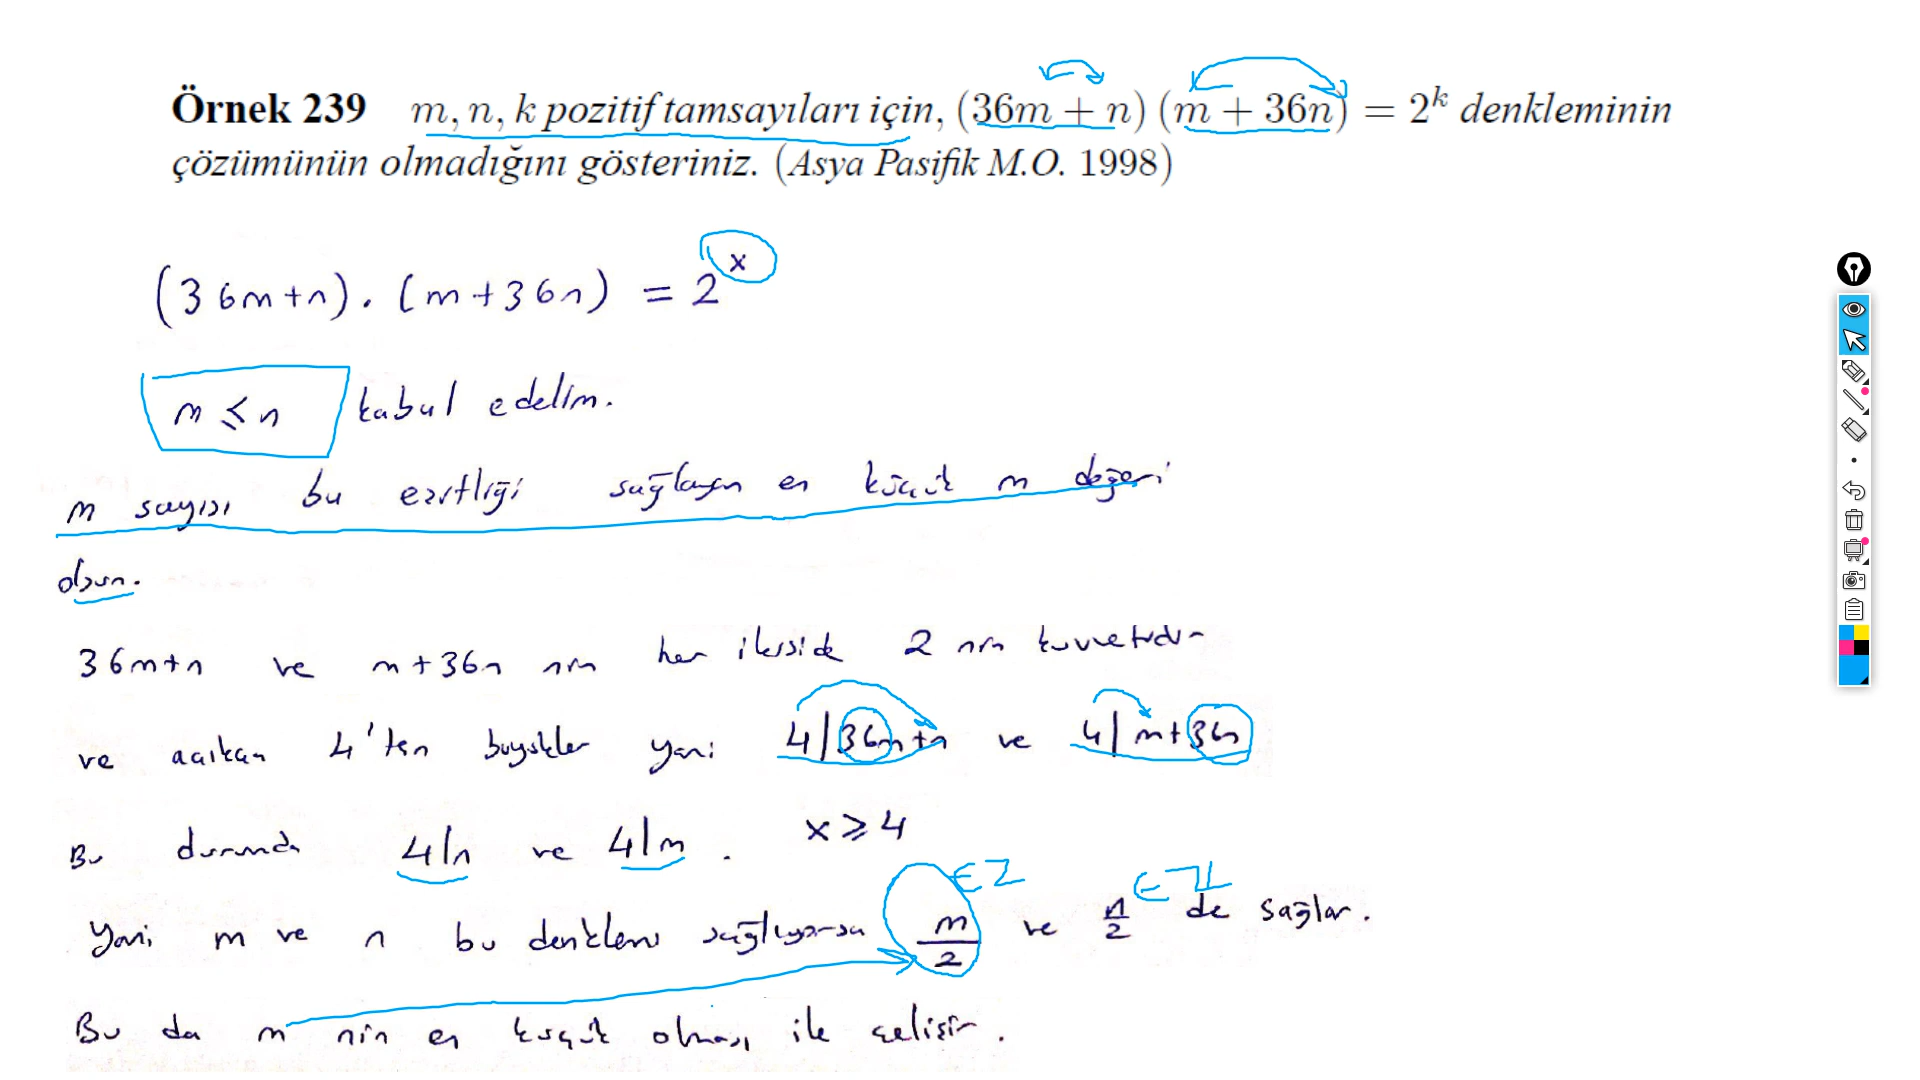 Örnek 239 m, n, k pozitif tamsayıları için, (36m + n) (m + 36n) = 2^k denkleminin
çözümünün olmadığını gösteriniz. (Asya Pasifik M.O. 1998)
(36m+n).(m+36n) = 2^x
m ≤ n kabul edelim.
m sayısı bu eşitliği sağlayan en küçük m değeri
olsun.
36m+n ve m+36n nin her ikiside 2 nin kuvvetidir
ve açıkça 4'ten büyükler yani 4|36m+n ve 4|m+36n
Bu durumda 4|n ve 4|m . x ≥ 4
∈ Z ∈ Z
Yani m ve n bu denklemi sağlıyorsa m/2 ve n/2 de sağlar.
Bu da m nin en küçük olması ile çelişir.